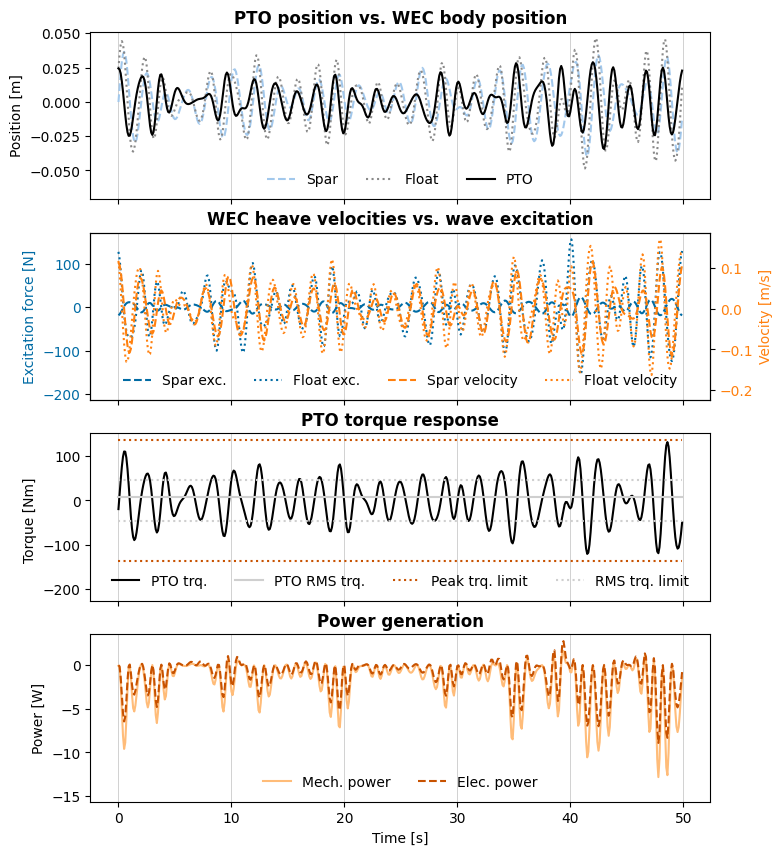 PTO position vs. WEC body position
Position [m]
0.050
0.025
0.000
−0.025
−0.050
Spar Float PTO
WEC heave velocities vs. wave excitation
Excitation force [N]
100
0
−100
−200
Velocity [m/s]
0.1
0.0
−0.1
−0.2
Spar exc. Float exc. Spar velocity Float velocity
PTO torque response
Torque [Nm]
100
0
−100
−200
PTO trq. PTO RMS trq. Peak trq. limit RMS trq. limit
Power generation
Power [W]
0
−5
−10
−15
Mech. power Elec. power
0 10 20 30 40 50
Time [s]